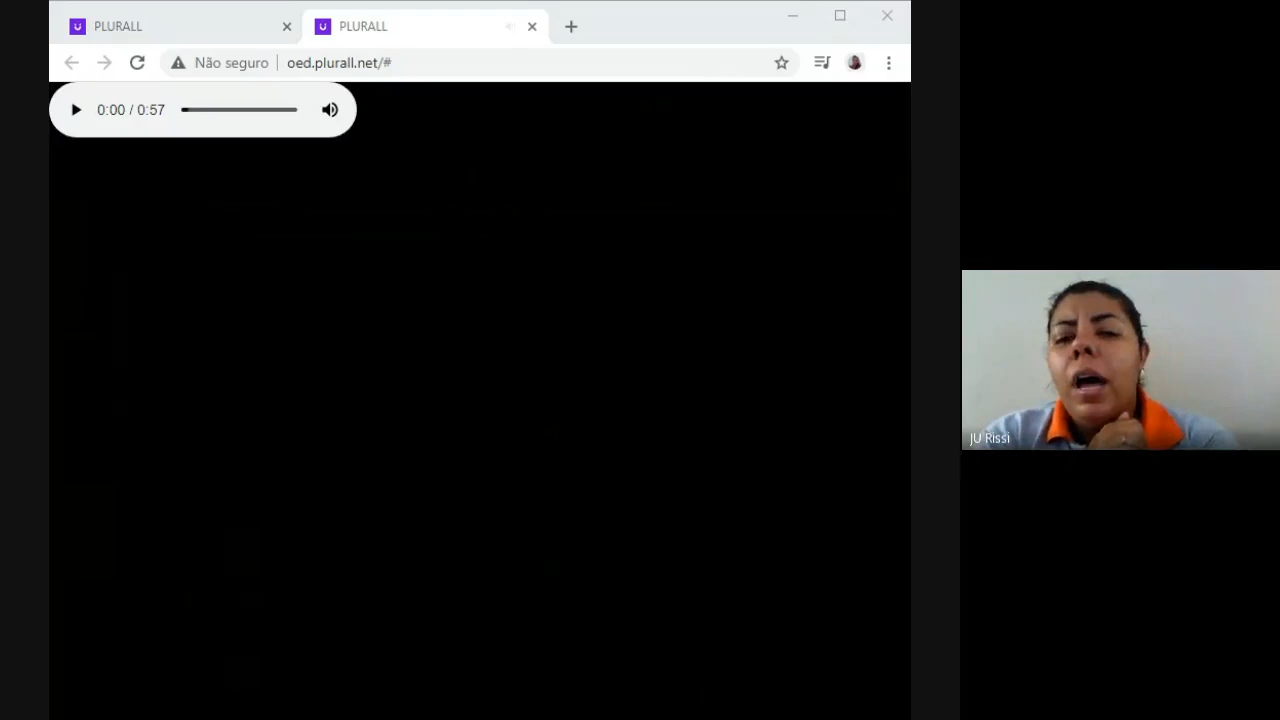 PLURALL
PLURALL
Não seguro
oed.plurall.net/#
0:00 / 0:57
JU Rissi